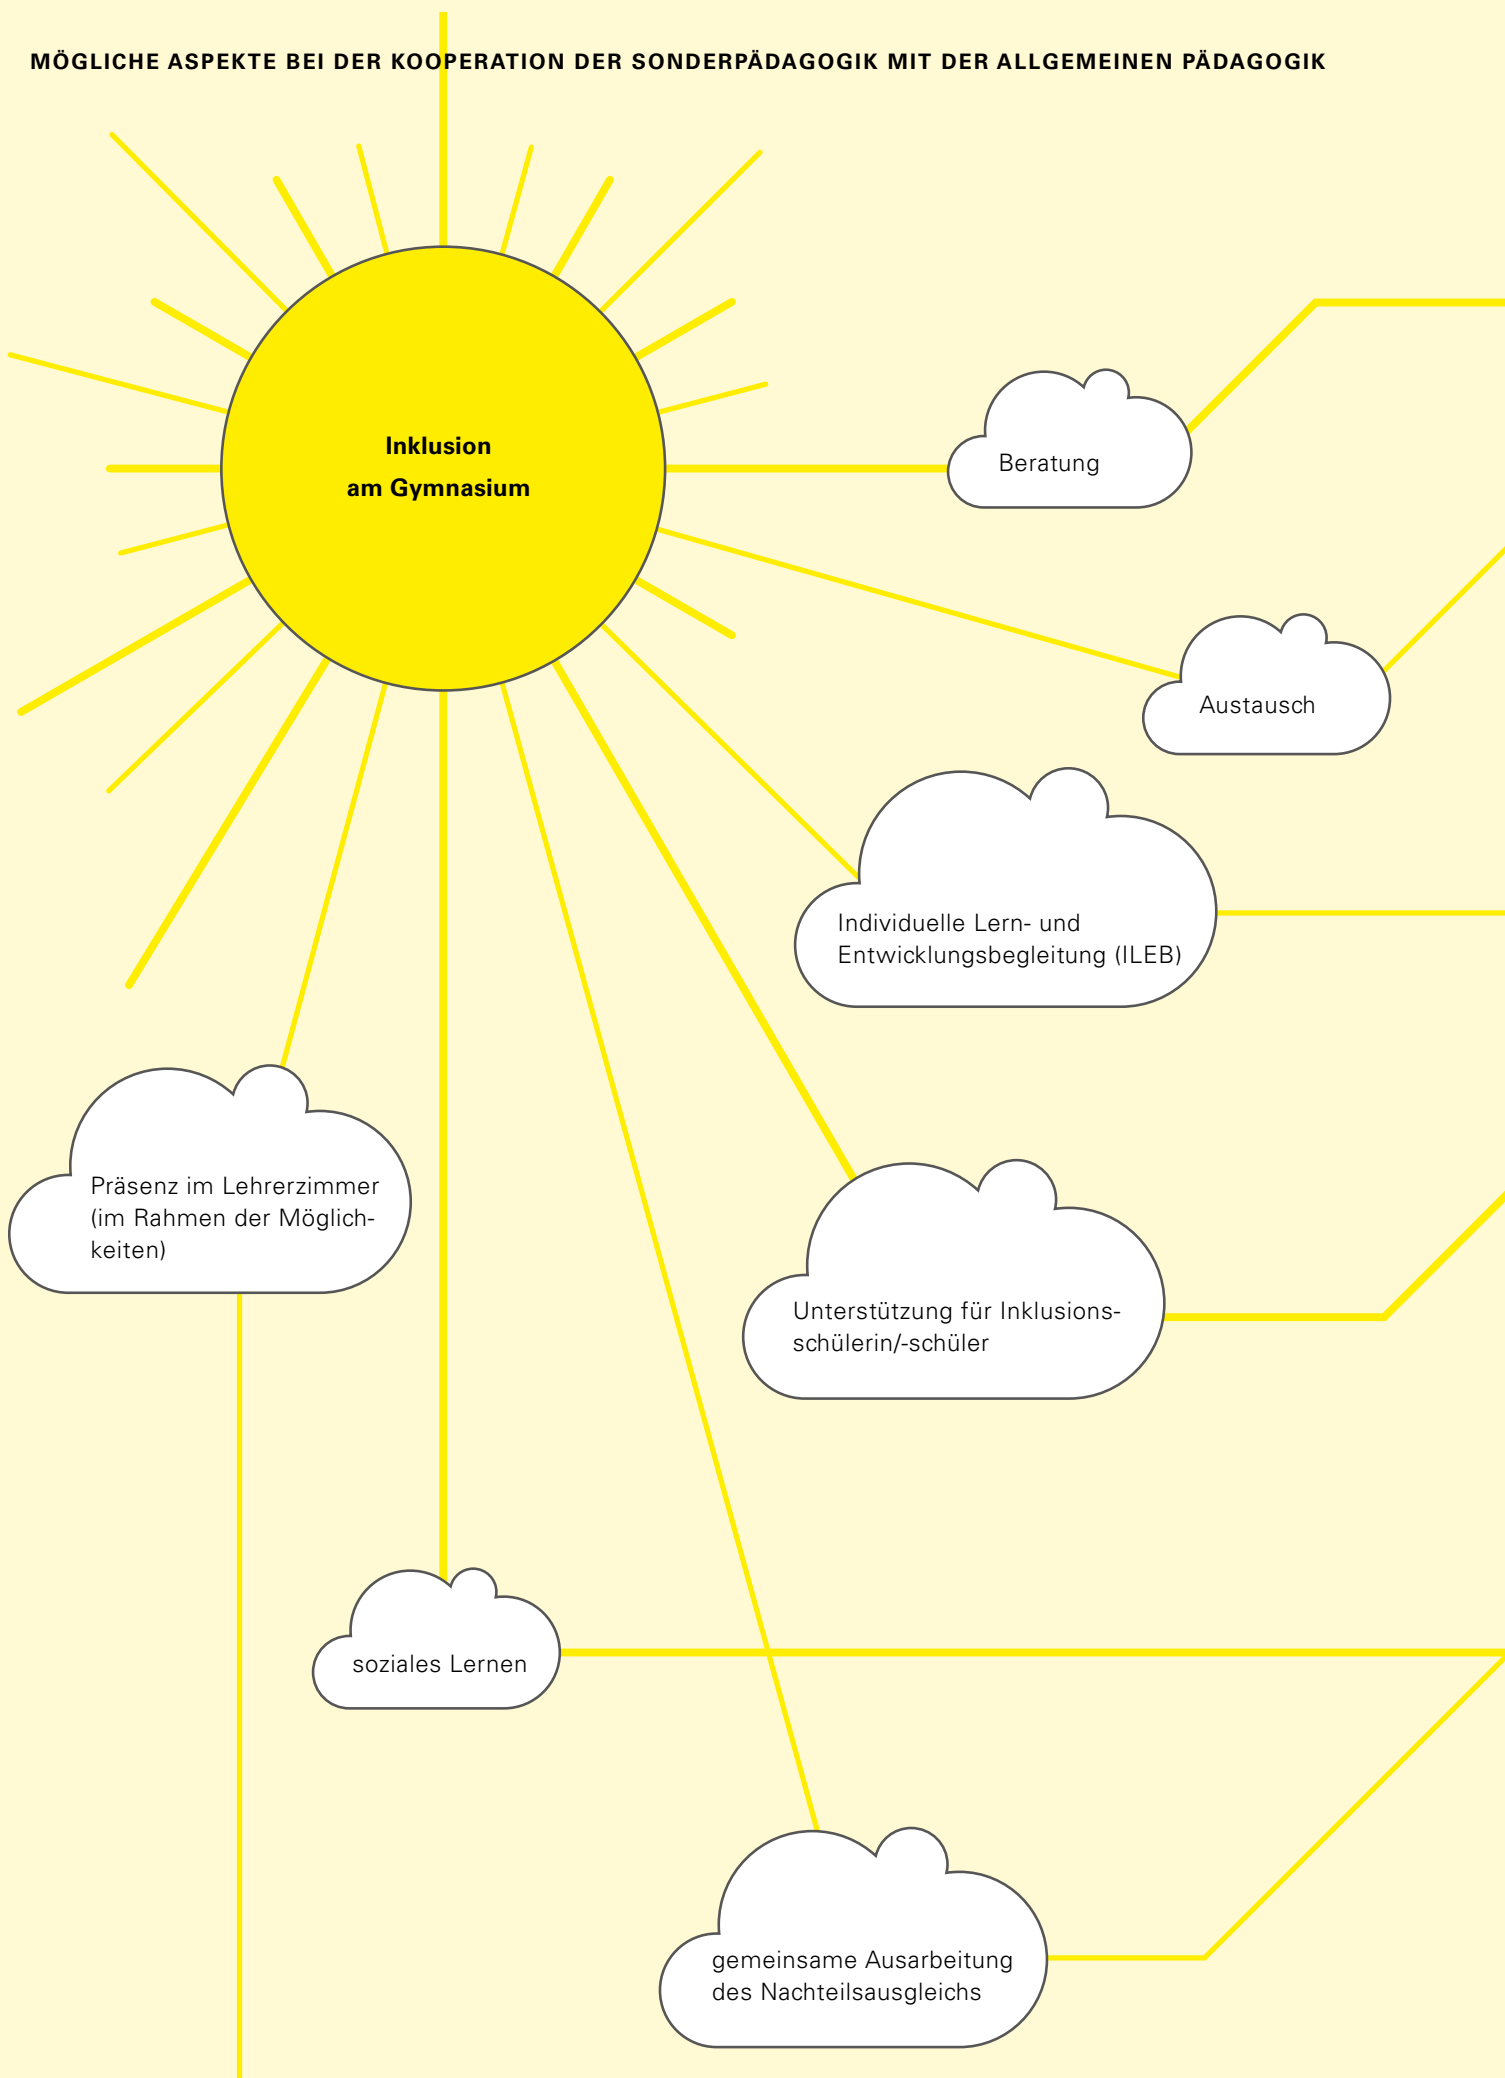 MÖGLICHE ASPEKTE BEI DER KOOPERATION DER SONDERPÄDAGOGIK MIT DER ALLGEMEINEN PÄDAGOGIK
Inklusion
am Gymnasium
Beratung
Austausch
Individuelle Lern- und
Entwicklungsbegleitung (ILEB)
Präsenz im Lehrerzimmer
(im Rahmen der Möglich-
keiten)
Unterstützung für Inklusions-
schülerin/-schüler
soziales Lernen
gemeinsame Ausarbeitung
des Nachteilsausgleichs